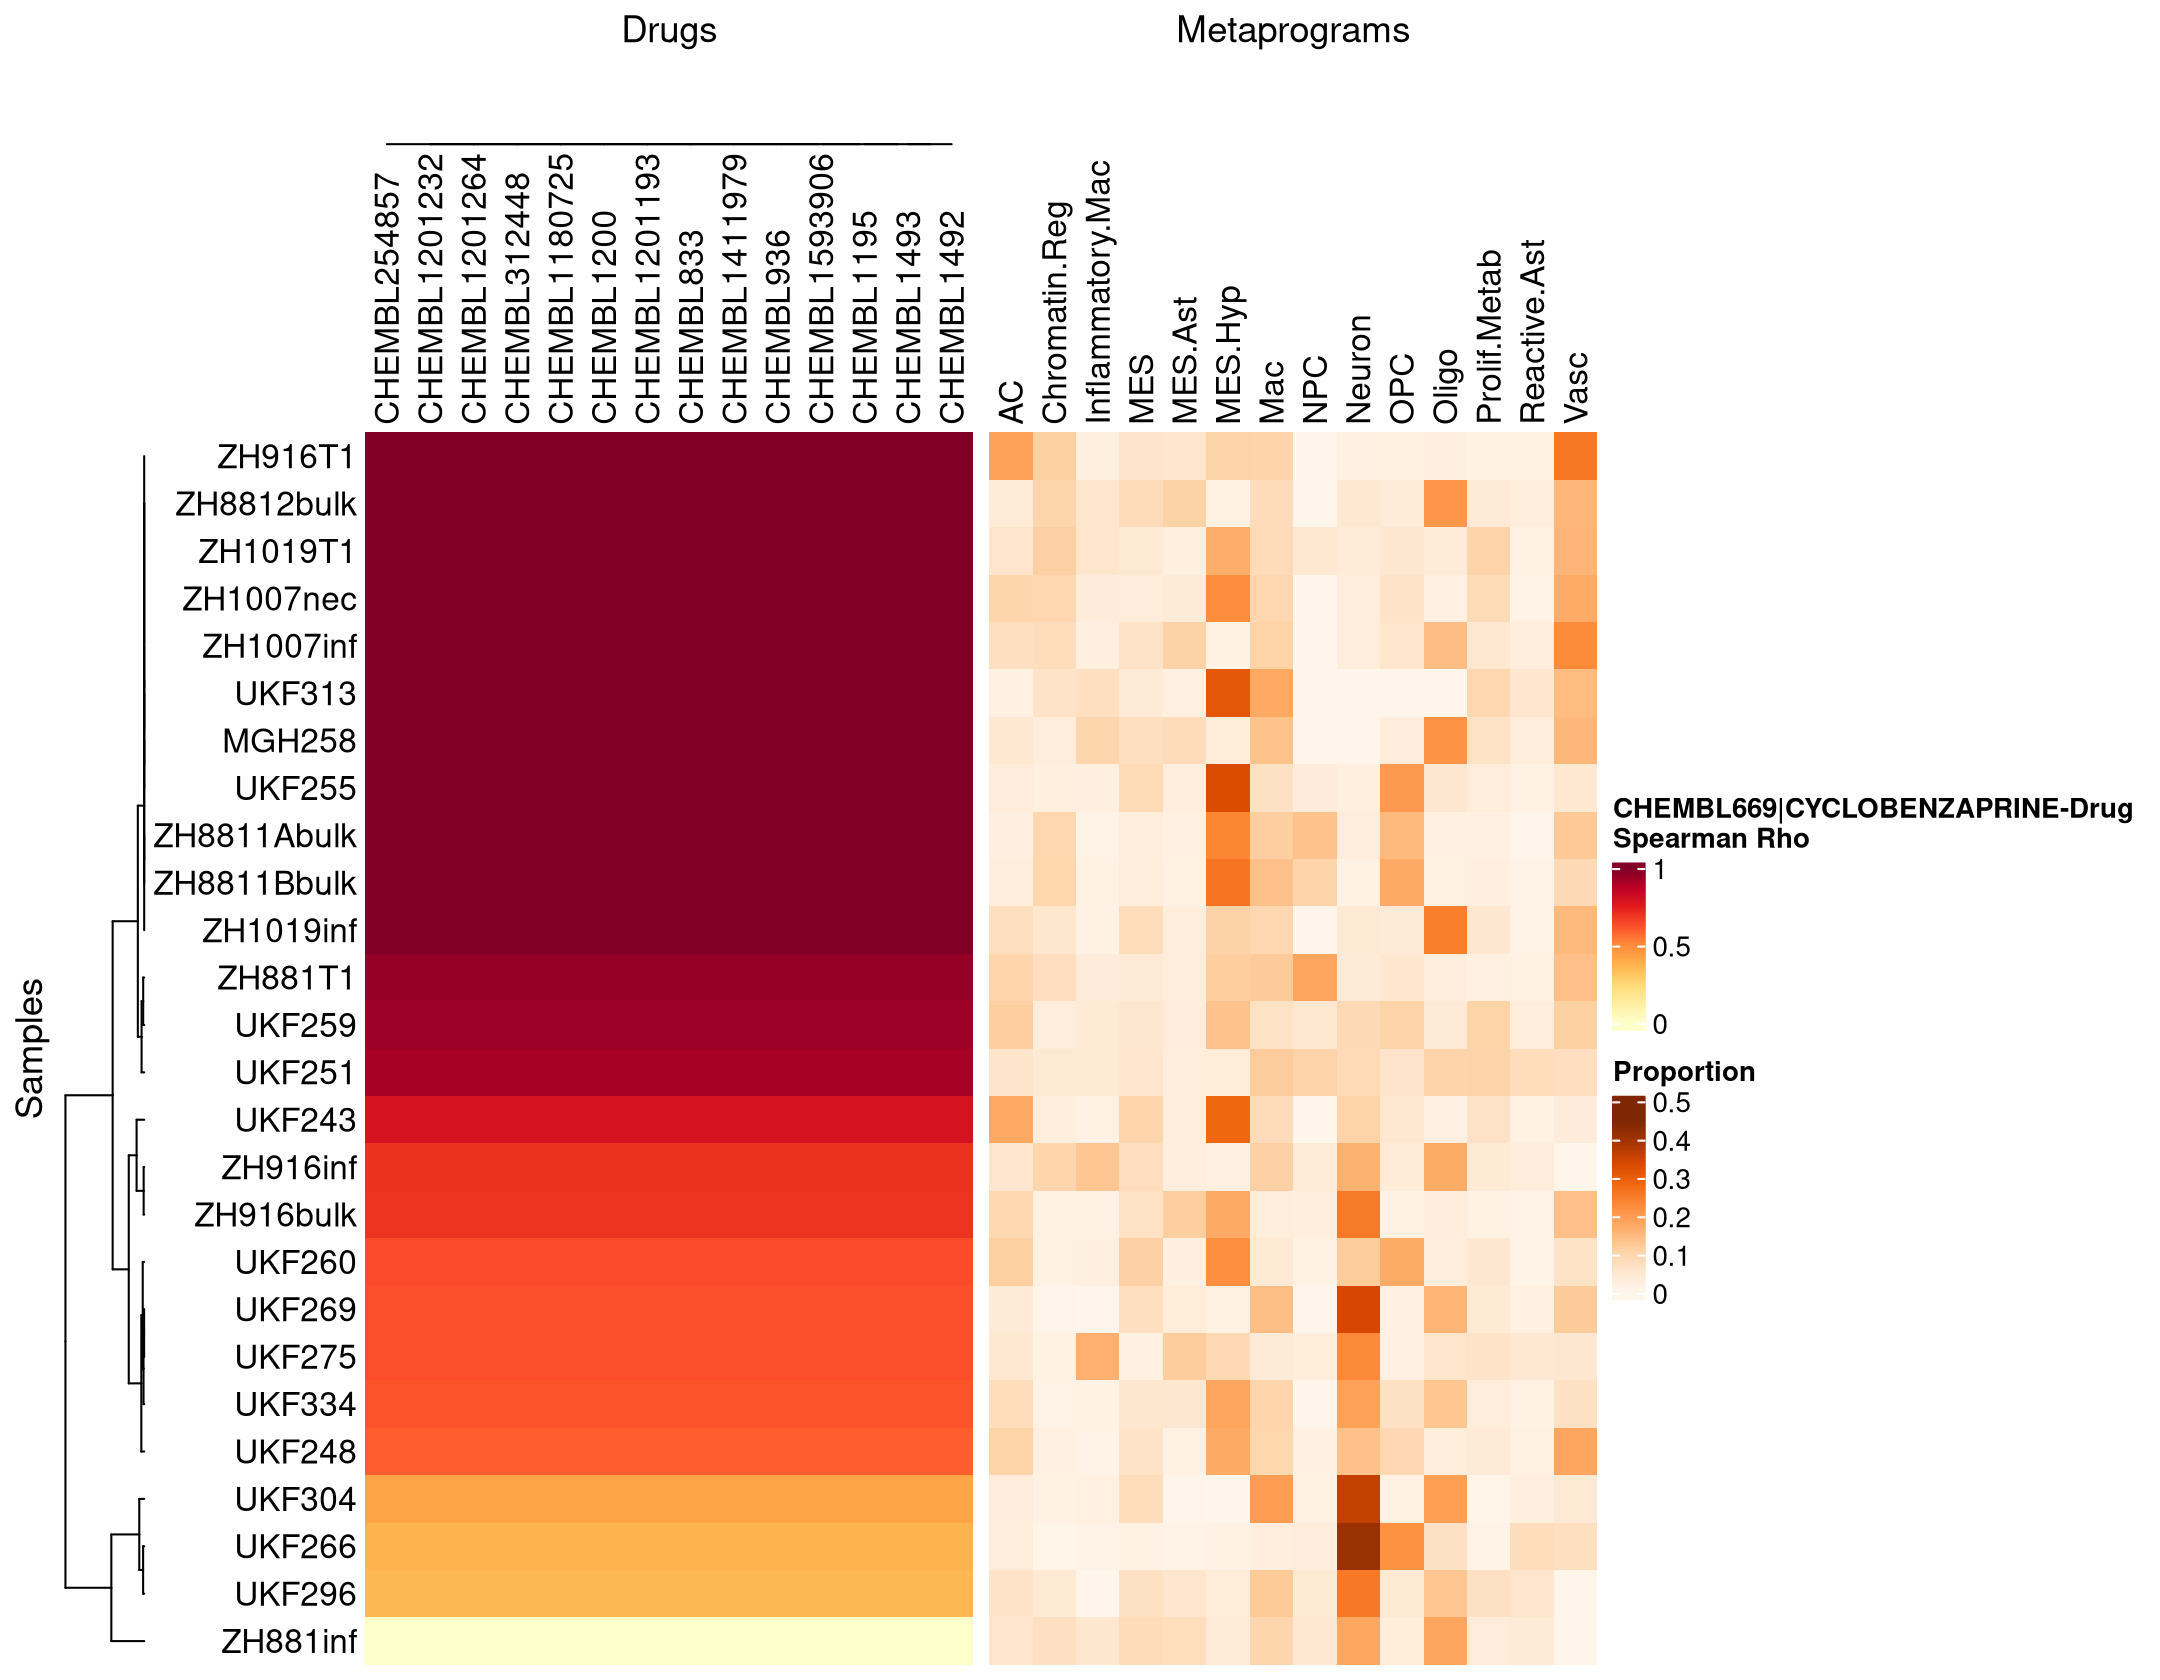 Drugs
Metaprograms
CHEMBL254857
CHEMBL1201232
CHEMBL1201264
CHEMBL312448
CHEMBL11807725
CHEMBL1200
CHEMBL1201193
CHEMBL833
CHEMBL1411979
CHEMBL936
CHEMBL1593906
CHEMBL1195
CHEMBL1493
CHEMBL1492
AC
Chromatin.Reg
Inflammatory.Mac
MES
MES.Ast
MES.Hyp
Mac
NPC
Neuron
OPC
Oligo
Prolif.Metab
Reactive.Ast
Vasc
Samples
ZH916T1
ZH8812bulk
ZH1019T1
ZH1007nec
ZH1007inf
UKF313
MGH258
UKF255
ZH8811Abulk
ZH8811Bbulk
ZH1019inf
ZH881T1
UKF259
UKF251
UKF243
ZH916inf
ZH916bulk
UKF260
UKF269
UKF275
UKF334
UKF248
UKF304
UKF266
UKF296
ZH881inf
CHEMBL669|CYCLOBENZAPRINE-Drug
Spearman Rho
1
0.5
0
Proportion
0.5
0.4
0.3
0.2
0.1
0